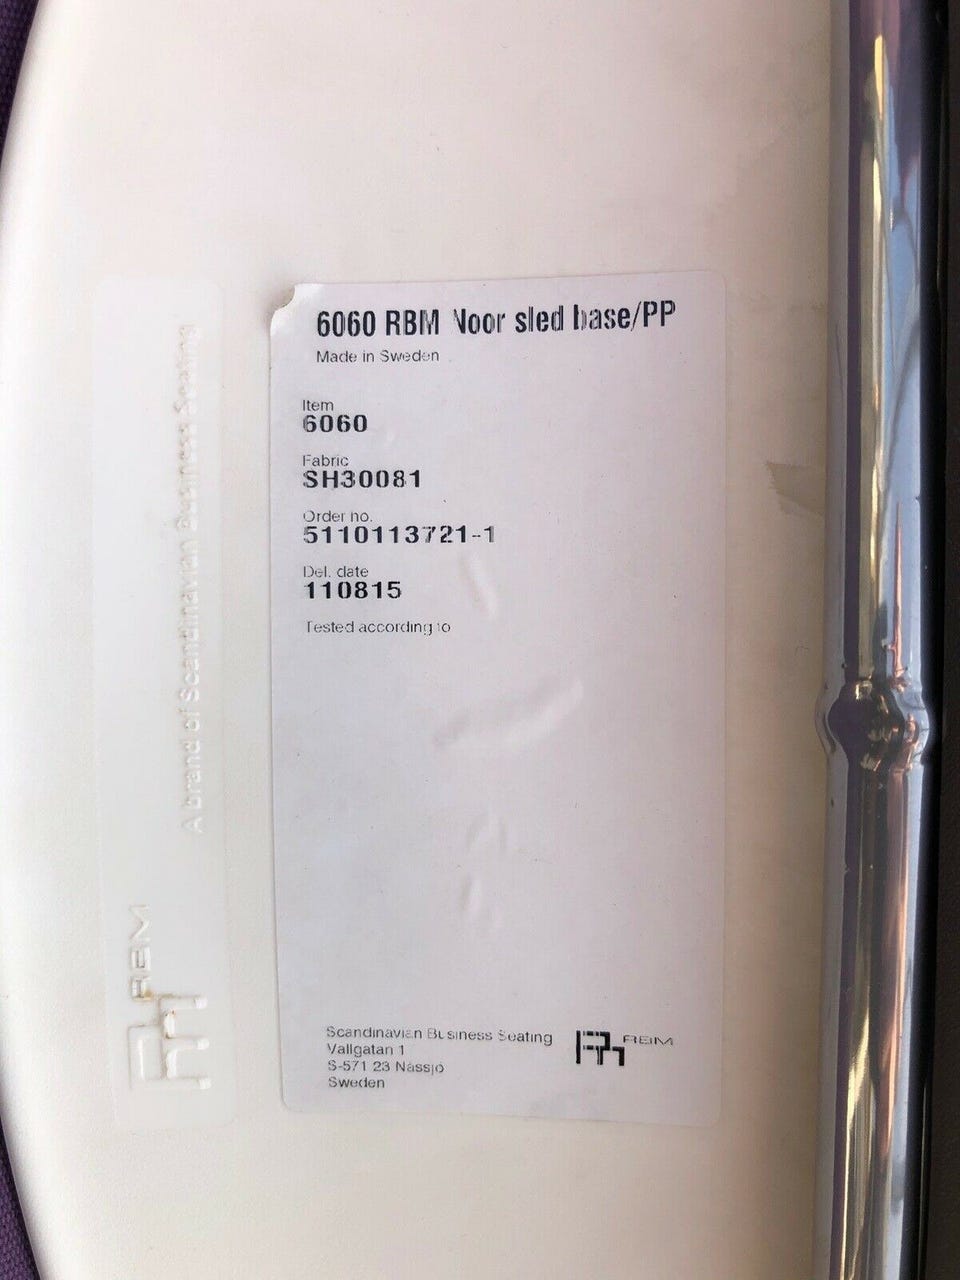 6060 RBM Noor sled base/PP
Made in Sweden
Item
6060
Fabric
SH30081
Order no.
5110113721-1
Del. date
110815
Tested according to
Scandinavian Business Seating
Vallgatan 1
S-571 23 Nässjö
Sweden
RBM
A brand of Scandinavian Business Seating
RBM